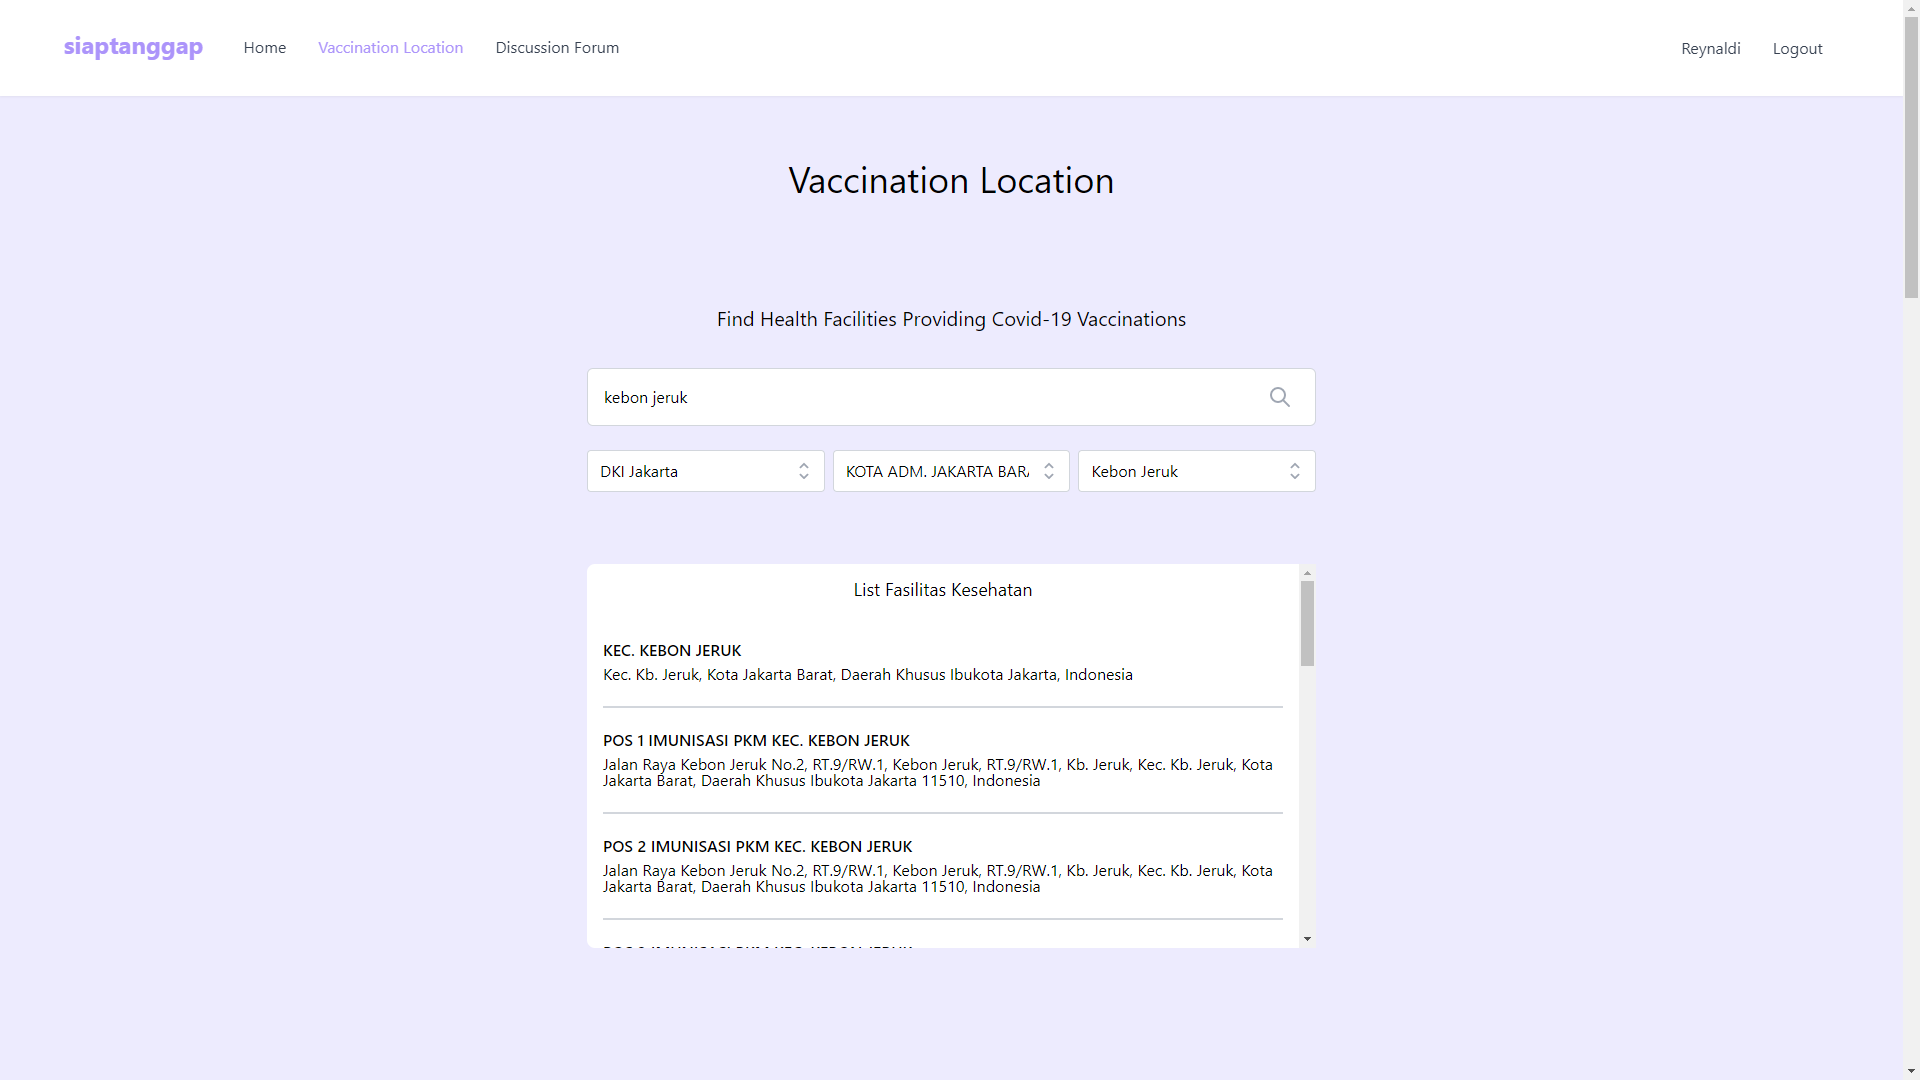 siaptanggap
Home
Vaccination Location
Discussion Forum
Reynaldi
Logout
Vaccination Location
Find Health Facilities Providing Covid-19 Vaccinations
kebon jeruk
DKI Jakarta
KOTA ADM. JAKARTA BARA
Kebon Jeruk
List Fasilitas Kesehatan
KEC. KEBON JERUK
Kec. Kb. Jeruk, Kota Jakarta Barat, Daerah Khusus Ibukota Jakarta, Indonesia
POS 1 IMUNISASI PKM KEC. KEBON JERUK
Jalan Raya Kebon Jeruk No.2, RT.9/RW.1, Kebon Jeruk, RT.9/RW.1, Kb. Jeruk, Kec. Kb. Jeruk, Kota
Jakarta Barat, Daerah Khusus Ibukota Jakarta 11510, Indonesia
POS 2 IMUNISASI PKM KEC. KEBON JERUK
Jalan Raya Kebon Jeruk No.2, RT.9/RW.1, Kebon Jeruk, RT.9/RW.1, Kb. Jeruk, Kec. Kb. Jeruk, Kota
Jakarta Barat, Daerah Khusus Ibukota Jakarta 11510, Indonesia